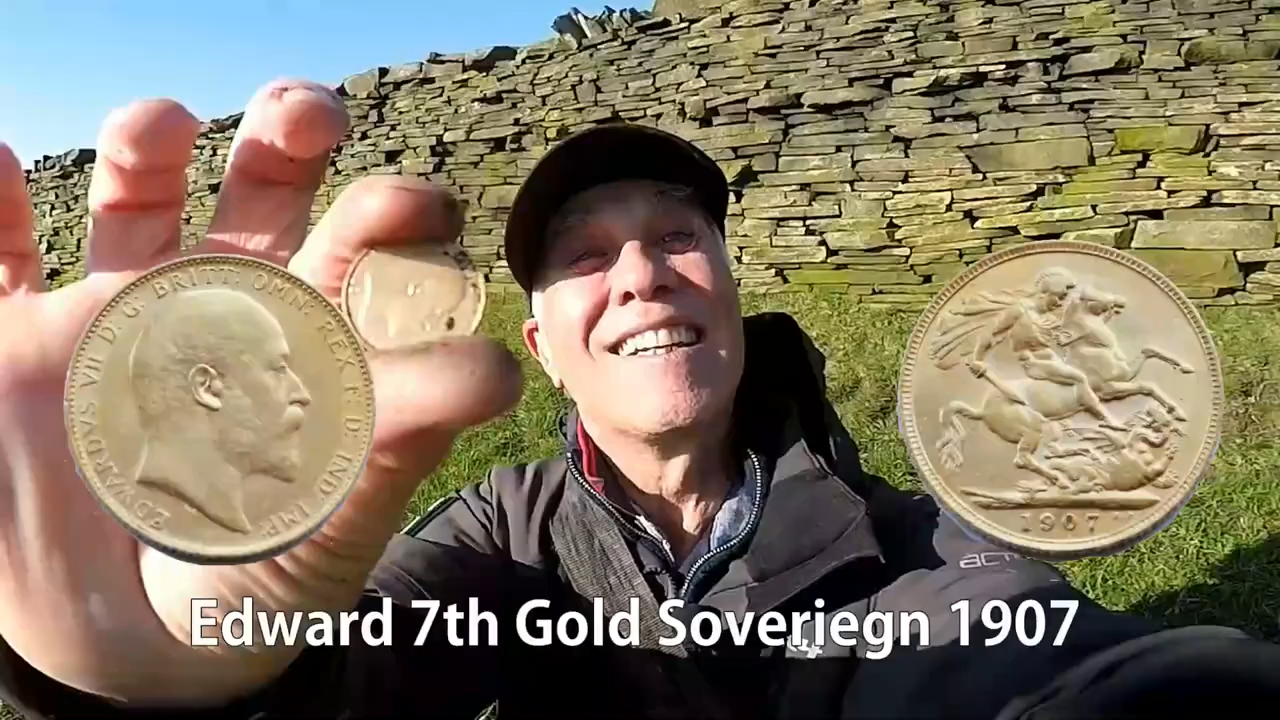 EDWARDVS VII D: G: BRITT: OMN: REX F: D: IND: IMP:
1907
act
Edward 7th Gold Soveriegn 1907